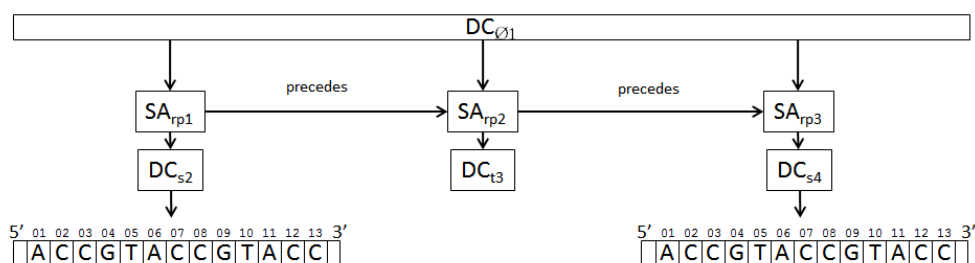 DC∅1
precedes precedes
SArp1 SArp2 SArp3
DCs2 DCt3 DCs4
5’ 01 02 03 04 05 06 07 08 09 10 11 12 13 3’ 5’ 01 02 03 04 05 06 07 08 09 10 11 12 13 3’
A C C G T A C C G T A C C A C C G T A C C G T A C C